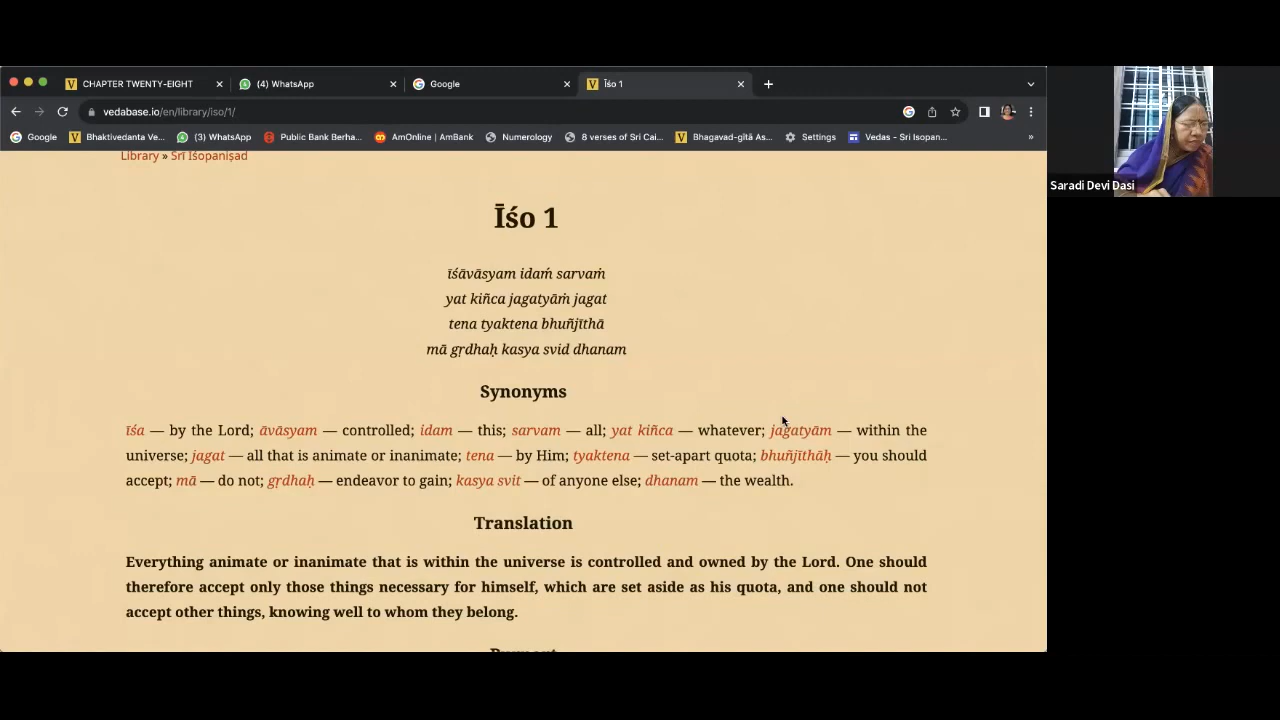 CHAPTER TWENTY-EIGHT
(4) WhatsApp
Google
Īśo 1
vedabase.io/en/library/iso/1/
Google Bhaktivedanta Ve... (3) WhatsApp Public Bank Berha... AmOnline | AmBank Numerology 8 verses of Sri Cai... Bhagavad-gītā As... Settings Vedas - Sri Isopan... »
Library » Śrī Īśopaniṣad
Īśo 1
īśāvāsyam idaṁ sarvaṁ
yat kiñca jagatyāṁ jagat
tena tyaktena bhuñjīthā
mā gṛdhaḥ kasya svid dhanam
Synonyms
īśa — by the Lord; āvāsyam — controlled; idam — this; sarvam — all; yat kiñca — whatever; jagatyām — within the
universe; jagat — all that is animate or inanimate; tena — by Him; tyaktena — set-apart quota; bhuñjīthāḥ — you should
accept; mā — do not; gṛdhaḥ — endeavor to gain; kasya svit — of anyone else; dhanam — the wealth.
Translation
Everything animate or inanimate that is within the universe is controlled and owned by the Lord. One should
therefore accept only those things necessary for himself, which are set aside as his quota, and one should not
accept other things, knowing well to whom they belong.
Saradi Devi Dasi